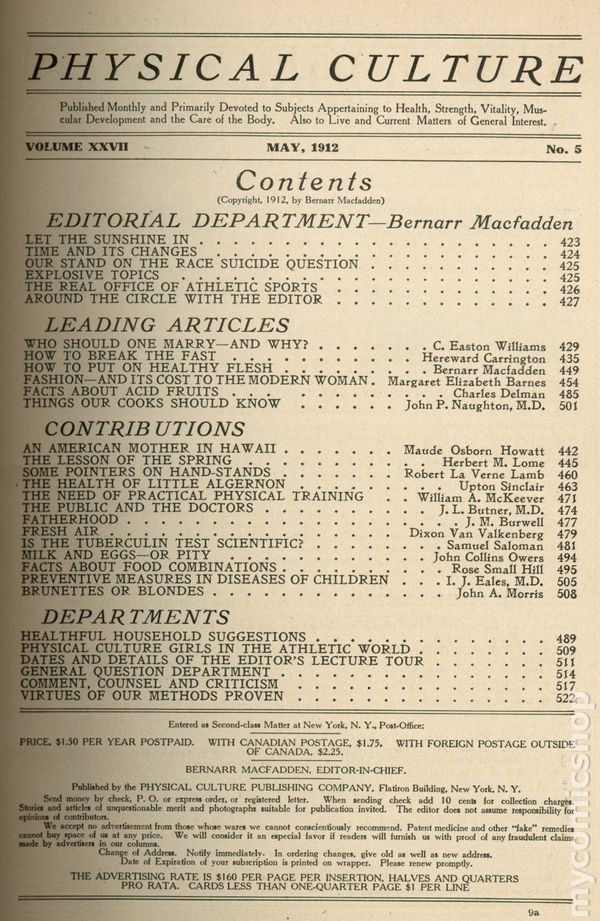 PHYSICAL CULTURE
Published Monthly and Primarily Devoted to Subjects Appertaining to Health, Strength, Vitality, Mus-
cular Development and the Care of the Body. Also to Live and Current Matters of General Interest.
VOLUME XXVII MAY, 1912 No. 5
Contents
(Copyright, 1912, by Bernarr Macfadden)
EDITORIAL DEPARTMENT—Bernarr Macfadden
LET THE SUNSHINE IN . . . . . . . . . . . . . . . . . 423
TIME AND ITS CHANGES . . . . . . . . . . . . . . . . . 424
OUR STAND ON THE RACE SUICIDE QUESTION . . . . . . . . . 425
EXPLOSIVE TOPICS . . . . . . . . . . . . . . . . . 425
THE REAL OFFICE OF ATHLETIC SPORTS . . . . . . . . . . . 426
AROUND THE CIRCLE WITH THE EDITOR . . . . . . . . . . . 427
LEADING ARTICLES
WHO SHOULD ONE MARRY—AND WHY? . . . . . . . C. Easton Williams 429
HOW TO BREAK THE FAST . . . . . . . . . Hereward Carrington 435
HOW TO PUT ON HEALTHY FLESH . . . . . . . . Bernarr Macfadden 449
FASHION—AND ITS COST TO THE MODERN WOMAN . Margaret Elizabeth Barnes 454
FACTS ABOUT ACID FRUITS . . . . . . . . . . Charles Delman 485
THINGS OUR COOKS SHOULD KNOW . . . . . . John P. Naughton, M.D. 501
CONTRIBUTIONS
AN AMERICAN MOTHER IN HAWAII . . . . . . . Maude Osborn Howatt 442
THE LESSON OF THE SPRING . . . . . . . . . Herbert M. Lome 445
SOME POINTERS ON HAND-STANDS . . . . . . Robert La Verne Lamb 460
THE HEALTH OF LITTLE ALGERNON . . . . . . . . . Upton Sinclair 463
THE NEED OF PRACTICAL PHYSICAL TRAINING . . . William A. McKeever 471
THE PUBLIC AND THE DOCTORS . . . . . . . . . J. L. Butner, M.D. 474
FATHERHOOD . . . . . . . . . . . . . . . . J. M. Burwell 477
FRESH AIR . . . . . . . . . . . . . . Dixon Van Valkenberg 479
IS THE TUBERCULIN TEST SCIENTIFIC? . . . . . . . Samuel Saloman 481
MILK AND EGGS—OR PITY . . . . . . . . . . John Collins Owers 494
FACTS ABOUT FOOD COMBINATIONS . . . . . . . . Rose Small Hill 495
PREVENTIVE MEASURES IN DISEASES OF CHILDREN . . . I. J. Eales, M.D. 505
BRUNETTES OR BLONDES . . . . . . . . . . . John A. Morris 508
DEPARTMENTS
HEALTHFUL HOUSEHOLD SUGGESTIONS . . . . . . . . . . . . 489
PHYSICAL CULTURE GIRLS IN THE ATHLETIC WORLD . . . . . . . 509
DATES AND DETAILS OF THE EDITOR'S LECTURE TOUR . . . . . . 511
GENERAL QUESTION DEPARTMENT . . . . . . . . . . . . . 514
COMMENT, COUNSEL AND CRITICISM . . . . . . . . . . . . 517
VIRTUES OF OUR METHODS PROVEN . . . . . . . . . . . . 522
Entered as Second-class Matter at New York, N. Y., Post-Office:
PRICE, $1.50 PER YEAR POSTPAID. WITH CANADIAN POSTAGE, $1.75. WITH FOREIGN POSTAGE OUTSIDE
OF CANADA, $2.25.
BERNARR MACFADDEN, EDITOR-IN-CHIEF.
Published by the PHYSICAL CULTURE PUBLISHING COMPANY, Flatiron Building, New York, N. Y.
Send money by check, P. O. or express order, or registered letter. When sending check add 10 cents for collection charges.
Stories and articles of unquestionable merit and photographs suitable for publication invited. The editor does not assume responsibility for
opinions of contributors.
We accept no advertisement from those whose wares we cannot conscientiously recommend. Patent medicine and other "fake" remedies
cannot buy space of us at any price. We will consider it an especial favor if readers will furnish us with proof of any fraudulent claims
made by advertisers in our columns.
Change of Address. Notify immediately. In ordering changes, give old as well as new address.
Date of Expiration of your subscription is printed on wrapper. Please renew promptly.
THE ADVERTISING RATE IS $160 PER PAGE PER INSERTION, HALVES AND QUARTERS
PRO RATA. CARDS LESS THAN ONE-QUARTER PAGE $1 PER LINE
9a
mycomicshop